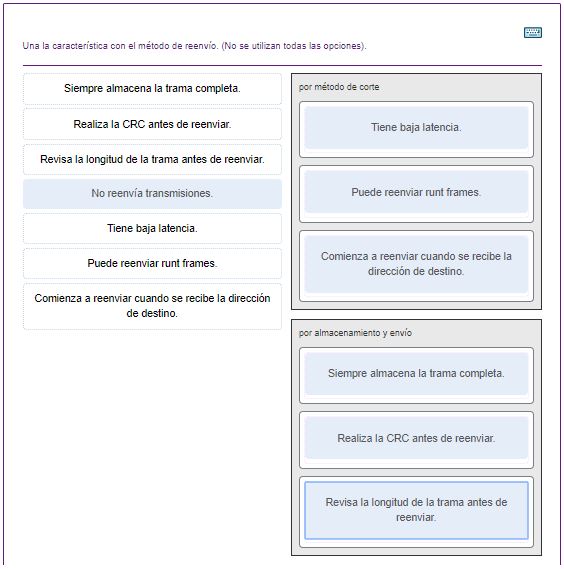 Una la característica con el método de reenvío. (No se utilizan todas las opciones).
Siempre almacena la trama completa.
Realiza la CRC antes de reenviar.
Revisa la longitud de la trama antes de reenviar.
No reenvía transmisiones.
Tiene baja latencia.
Puede reenviar runt frames.
Comienza a reenviar cuando se recibe la dirección
de destino.
por método de corte
Tiene baja latencia.
Puede reenviar runt frames.
Comienza a reenviar cuando se recibe la
dirección de destino.
por almacenamiento y envío
Siempre almacena la trama completa.
Realiza la CRC antes de reenviar.
Revisa la longitud de la trama antes de
reenviar.